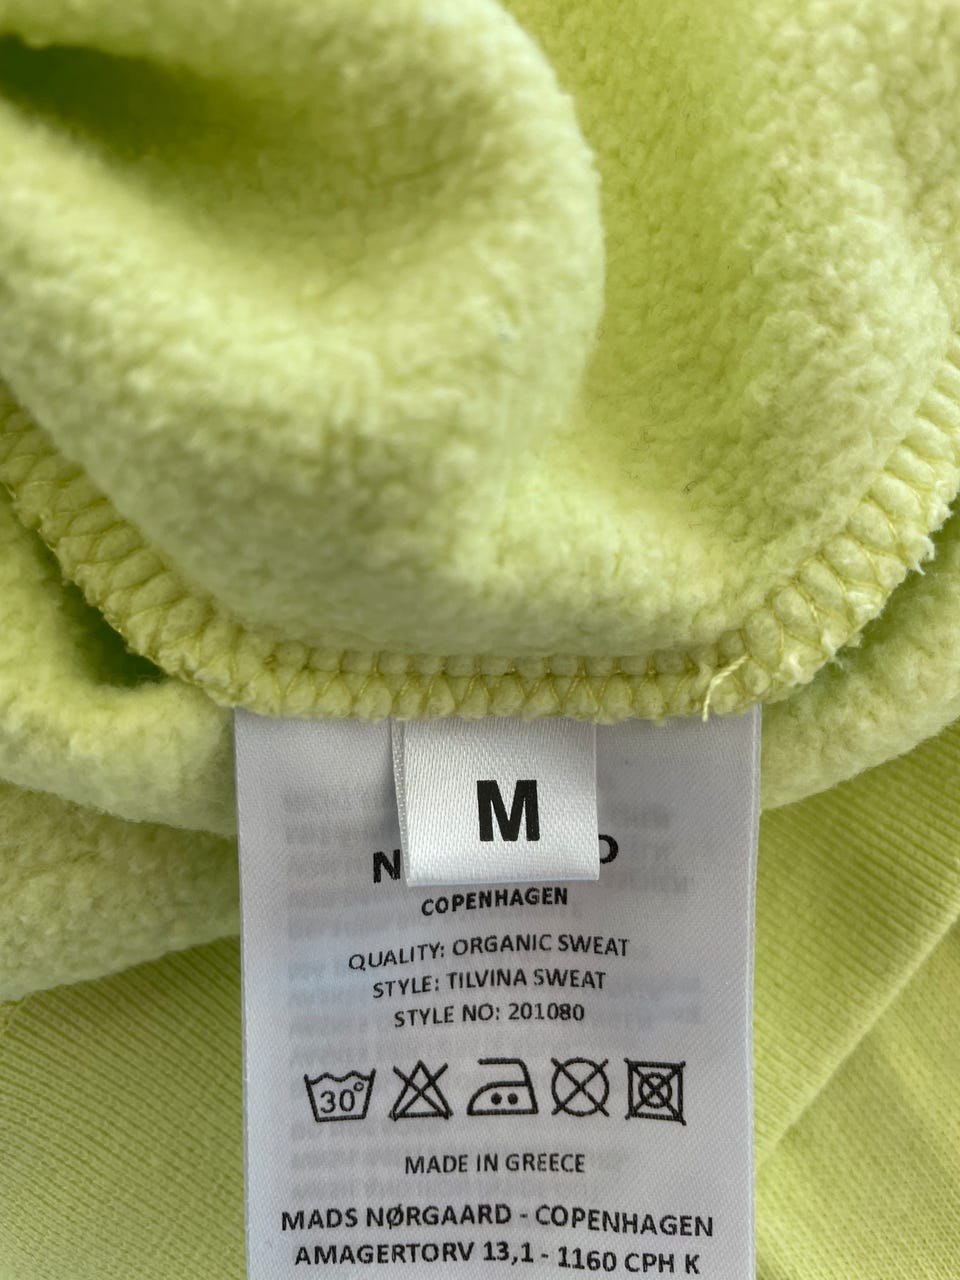 M
COPENHAGEN
QUALITY: ORGANIC SWEAT
STYLE: TILVINA SWEAT
STYLE NO: 201080
30°
MADE IN GREECE
MADS NØRGAARD - COPENHAGEN
AMAGERTORV 13,1 - 1160 CPH K